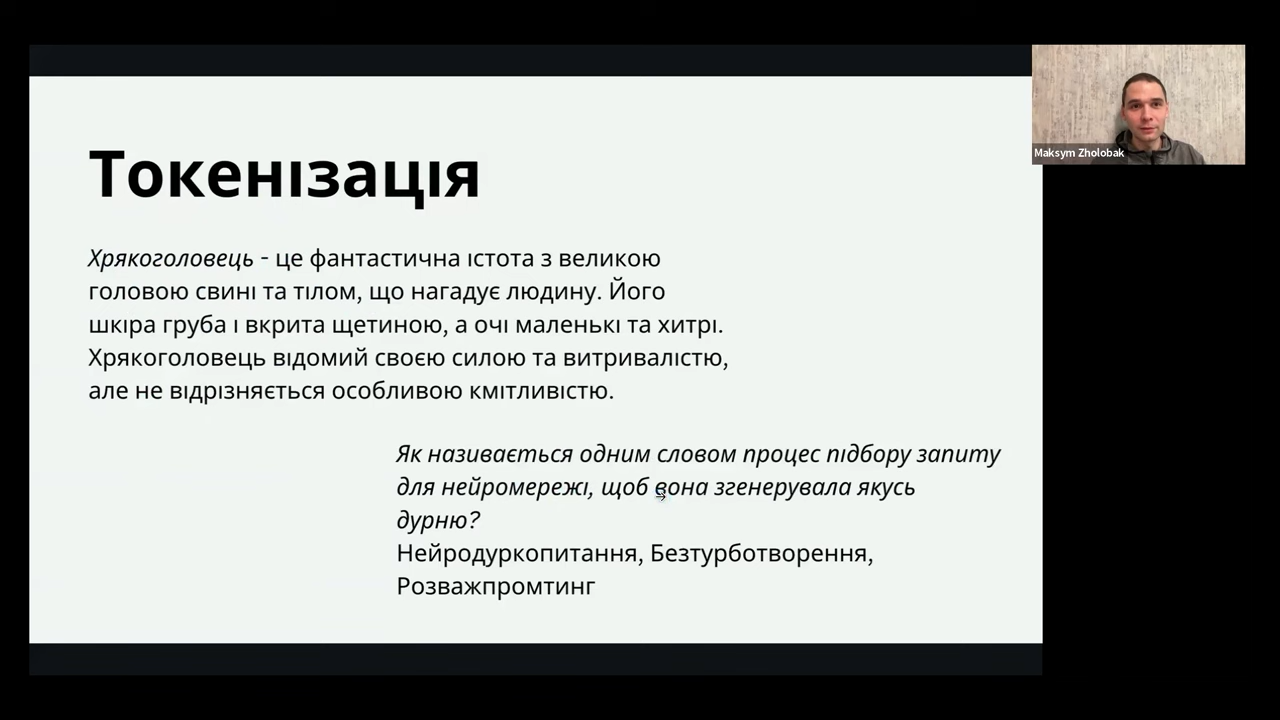 Токенізація
Хрякоголовець - це фантастична істота з великою
головою свині та тілом, що нагадує людину. Його
шкіра груба і вкрита щетиною, а очі маленькі та хитрі.
Хрякоголовець відомий своєю силою та витривалістю,
але не відрізняється особливою кмітливістю.
Як називається одним словом процес підбору запиту
для нейромережі, щоб вона згенерувала якусь
дурню?
Нейродуркопитання, Безтурботворення,
Розважпромтинг
Maksym Zholobak